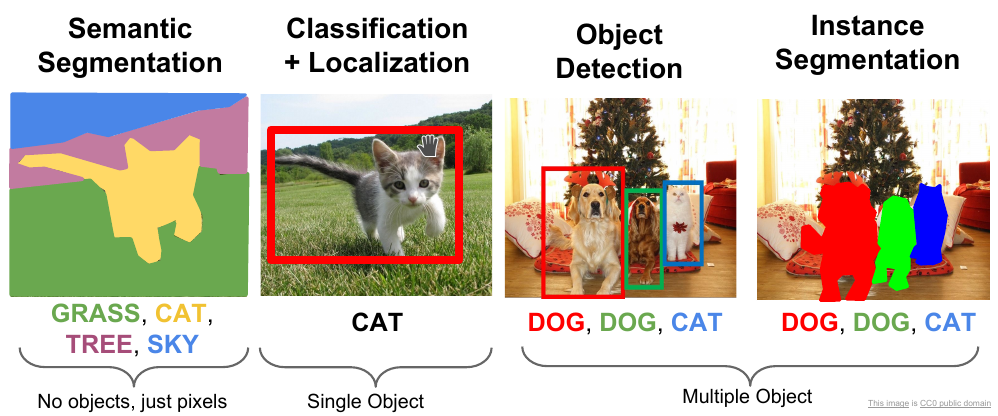 Semantic
Segmentation
Classification
+ Localization
Object
Detection
Instance
Segmentation
GRASS, CAT,
TREE, SKY
CAT
DOG, DOG, CAT
DOG, DOG, CAT
No objects, just pixels
Single Object
Multiple Object
This image is CC0 public domain